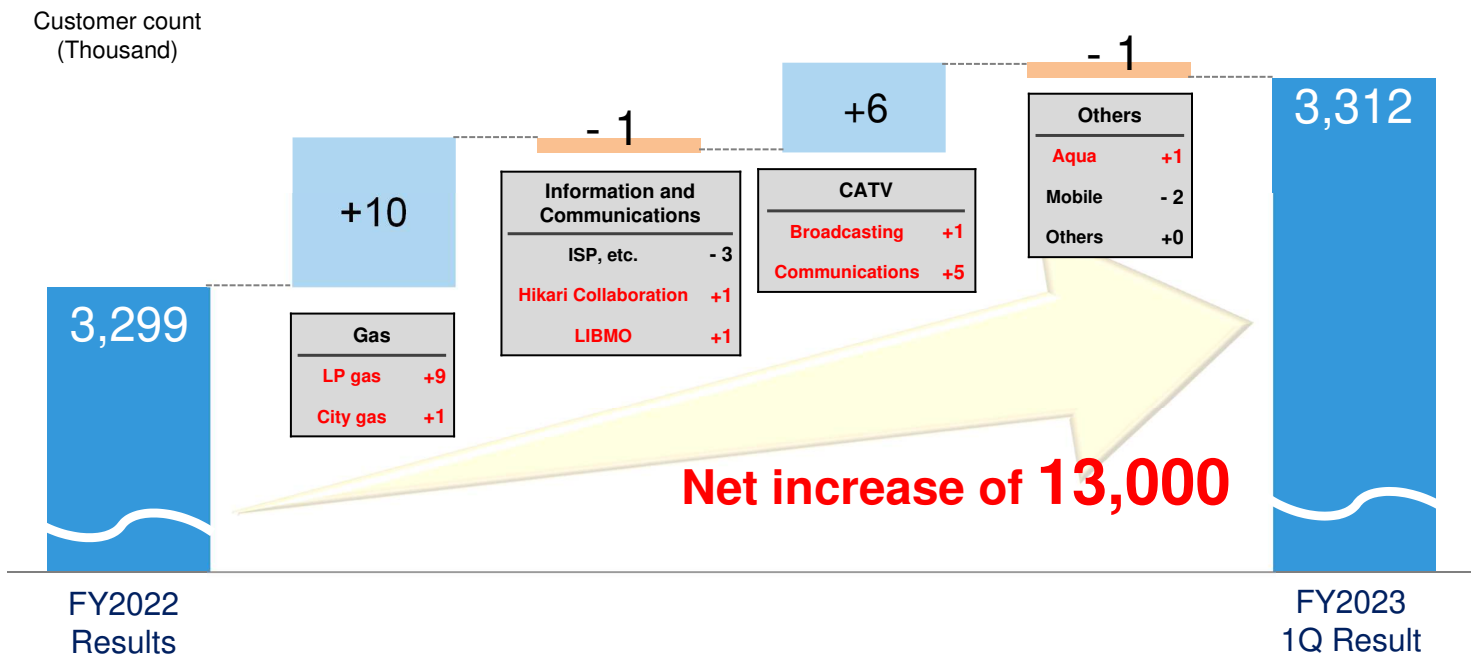 Customer count
(Thousand)
3,299
+10
Gas
LP gas +9
City gas +1
- 1
Information and
Communications
ISP, etc. - 3
Hikari Collaboration +1
LIBMO +1
+6
CATV
Broadcasting +1
Communications +5
- 1
Others
Aqua +1
Mobile - 2
Others +0
3,312
Net increase of 13,000
FY2022
Results
FY2023
1Q Result